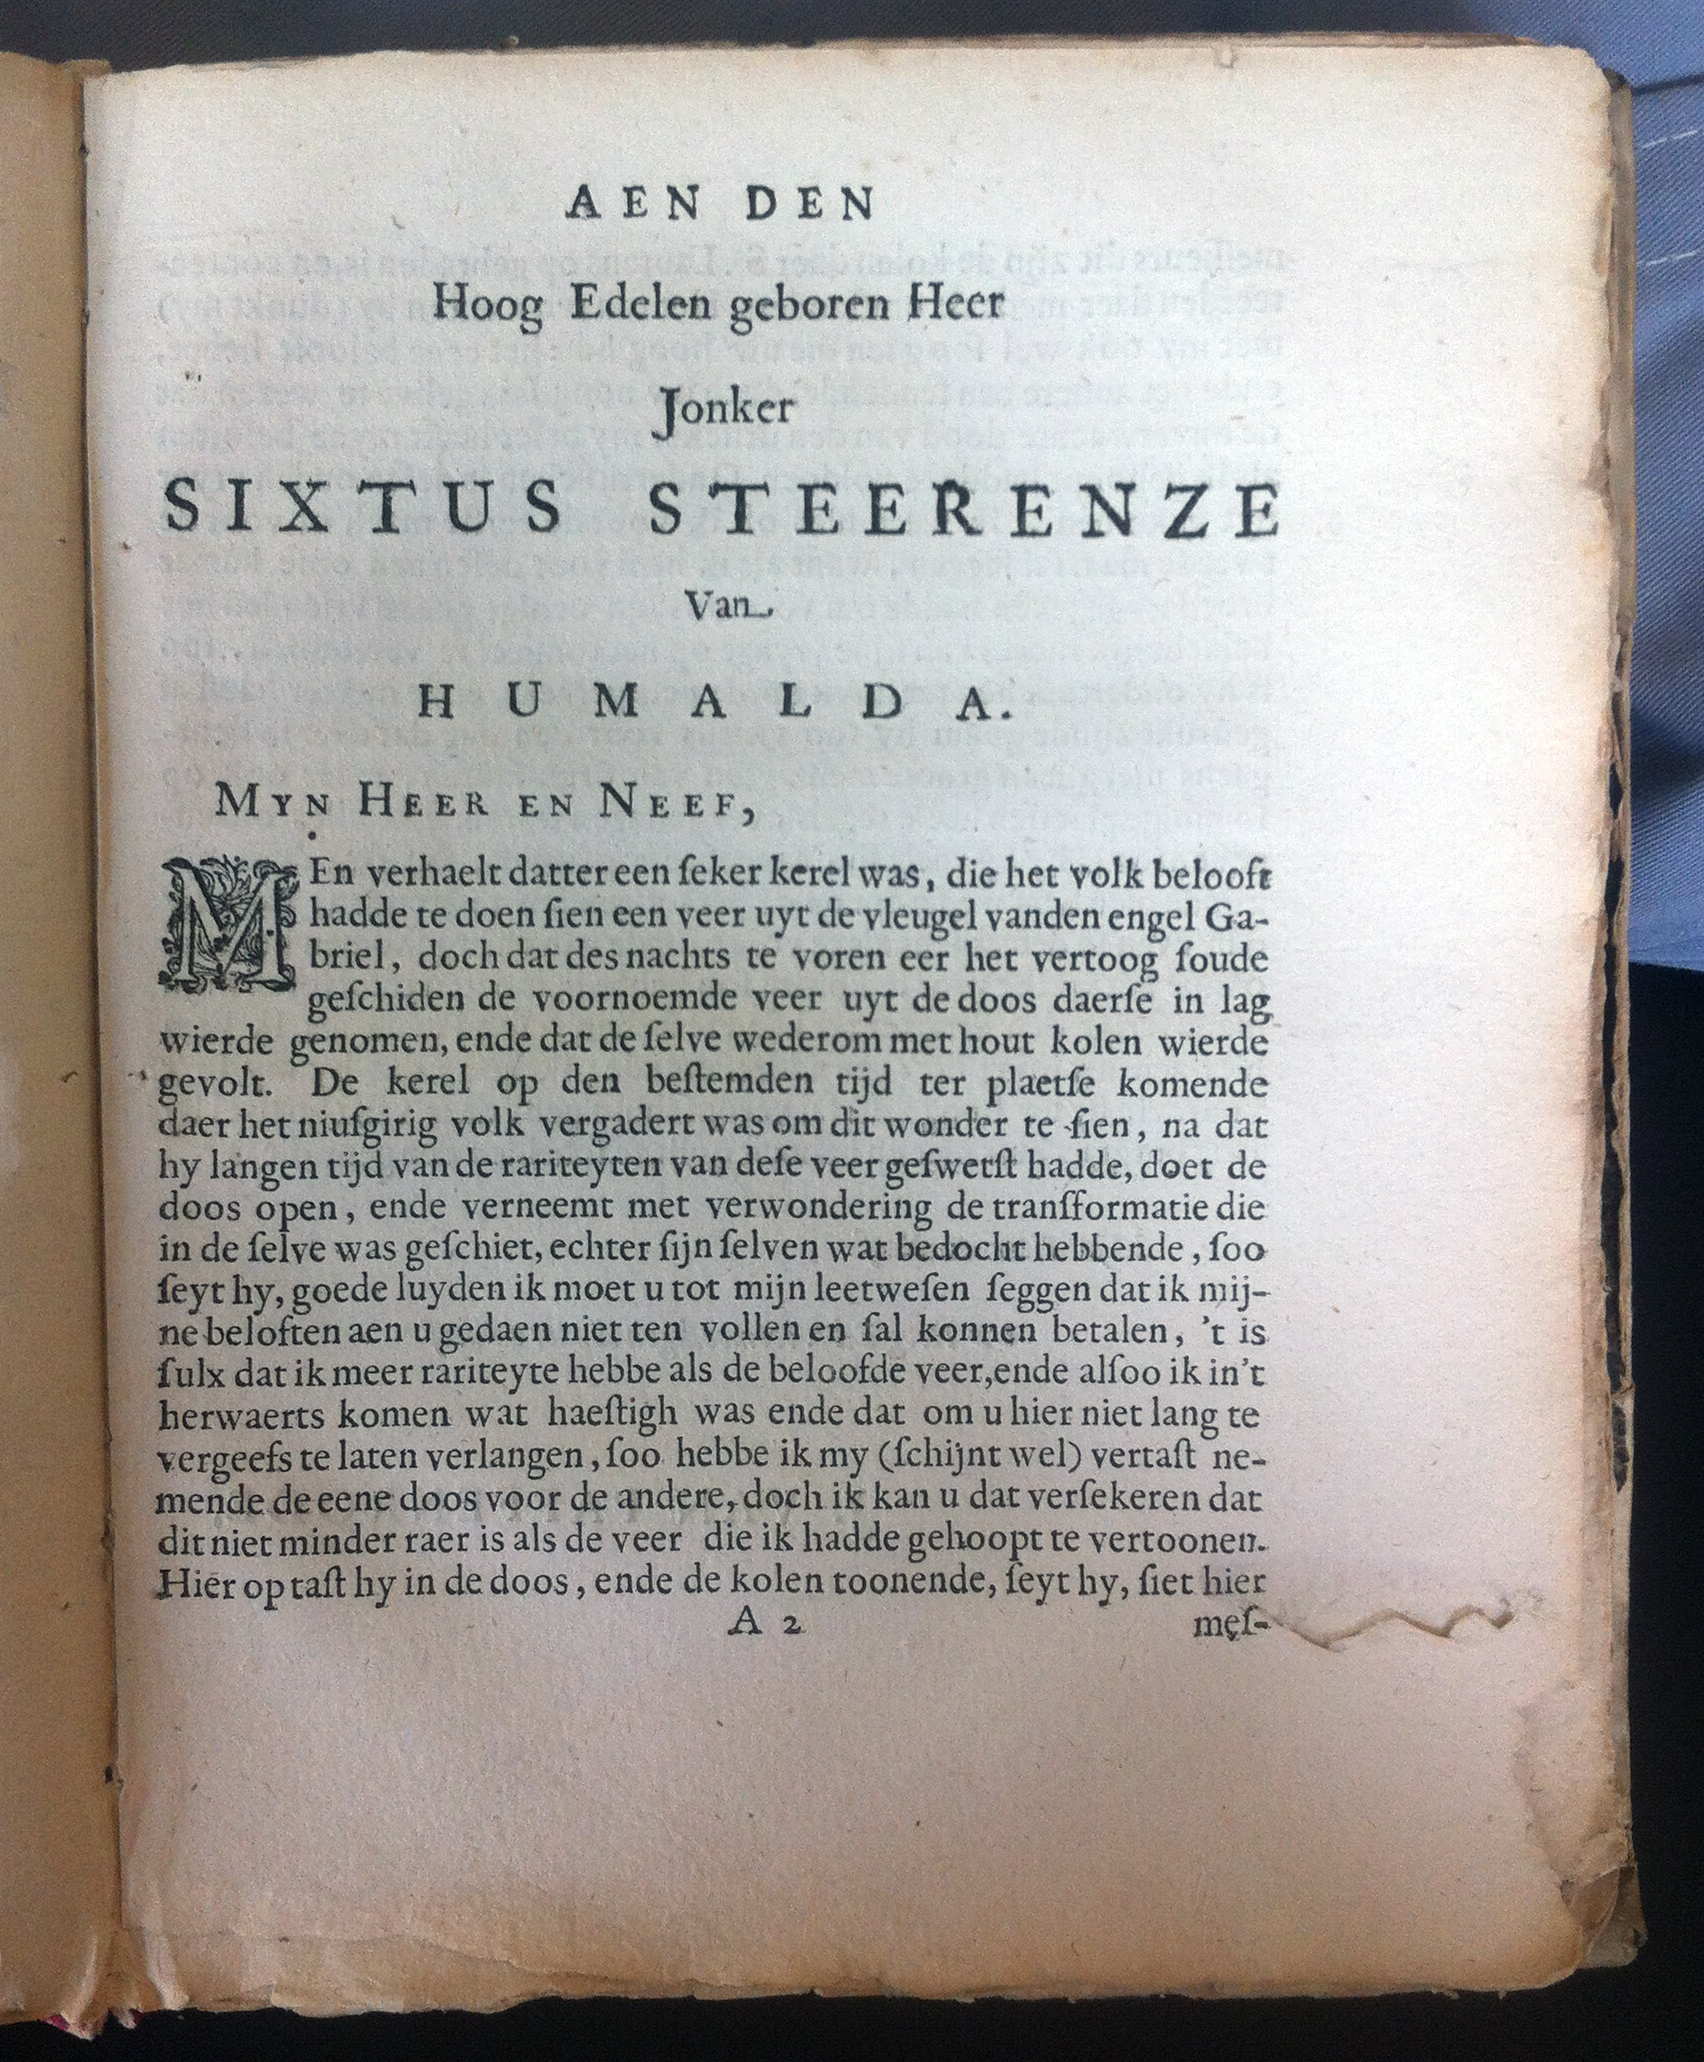 AEN DEN
Hoog Edelen geboren Heer
Jonker
SIXTUS STEERENZE
Van
HUMALDA.
MYN HEER EN NEEF,
MEn verhaelt datter een ſeker kerel was, die het volk belooft
hadde te doen ſien een veer uyt de vleugel vanden engel Ga-
briel, doch dat des nachts te voren eer het vertoog ſoude
geſchiden de voornoemde veer uyt de doos daerſe in lag
wierde genomen, ende dat de ſelve wederom met hout kolen wierde
gevolt. De kerel op den beſtemden tijd ter plaetſe komende
daer het niuſgirig volk vergadert was om dit wonder te ſien, na dat
hy langen tijd van de rariteyten van deſe veer geſwetſt hadde, doet de
doos open, ende verneemt met verwondering de tranſformatie die
in de ſelve was geſchiet, echter ſijn ſelven wat bedocht hebbende, ſoo
ſeyt hy, goede luyden ik moet u tot mijn leetweſen ſeggen dat ik mij-
ne beloften aen u gedaen niet ten vollen en ſal konnen betalen, 't is
ſulx dat ik meer rariteyte hebbe als de beloofde veer, ende alſoo ik in't
herwaerts komen wat haeſtigh was ende dat om u hier niet lang te
vergeefs te laten verlangen, ſoo hebbe ik my (ſchijnt wel) vertaſt ne-
mende de eene doos voor de andere, doch ik kan u dat verſekeren dat
dit niet minder raer is als de veer die ik hadde gehoopt te vertoonen.
Hier op taſt hy in de doos, ende de kolen toonende, ſeyt hy, ſiet hier
A 2 meſ-